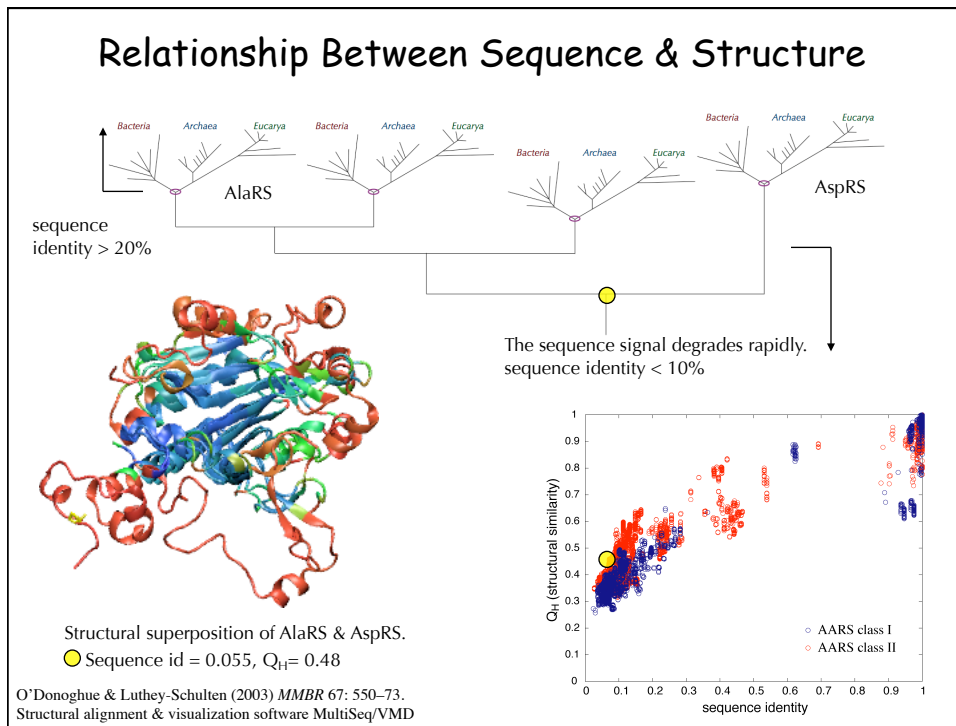 Relationship Between Sequence & Structure
Bacteria Archaea Eucarya
Bacteria Archaea Eucarya
Bacteria Archaea Eucarya
Bacteria Archaea Eucarya
AlaRS
AspRS
sequence
identity > 20%
The sequence signal degrades rapidly.
sequence identity < 10%
Structural superposition of AlaRS & AspRS.
Sequence id = 0.055, QH= 0.48
O'Donoghue & Luthey-Schulten (2003) MMBR 67: 550–73.
Structural alignment & visualization software MultiSeq/VMD
QH (structural similarity)
1
0.9
0.8
0.7
0.6
0.5
0.4
0.3
0.2
0.1
0
AARS class I
AARS class II
0 0.1 0.2 0.3 0.4 0.5 0.6 0.7 0.8 0.9 1
sequence identity